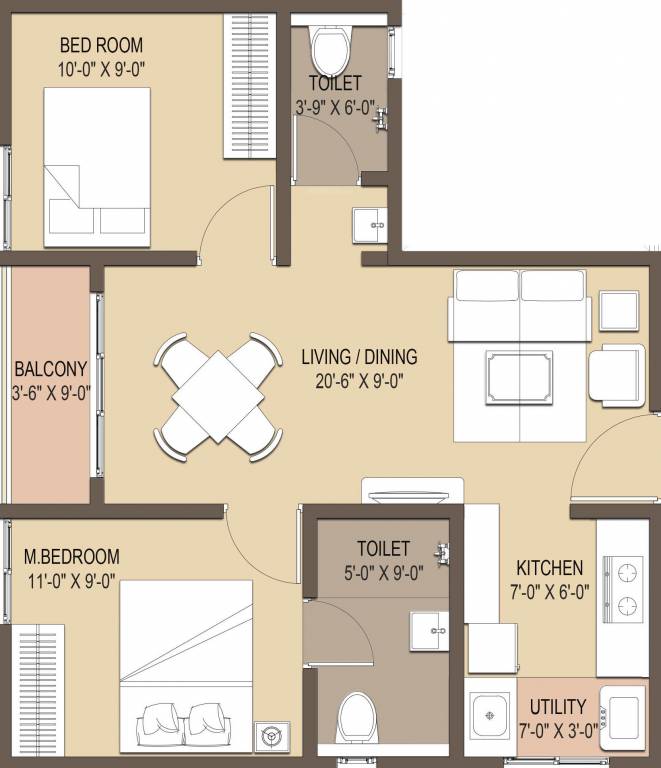 BED ROOM
10'-0" X 9'-0"
TOILET
3'-9" X 6'-0"
BALCONY
3'-6" X 9'-0"
LIVING / DINING
20'-6" X 9'-0"
M.BEDROOM
11'-0" X 9'-0"
TOILET
5'-0" X 9'-0"
KITCHEN
7'-0" X 6'-0"
UTILITY
7'-0" X 3'-0"